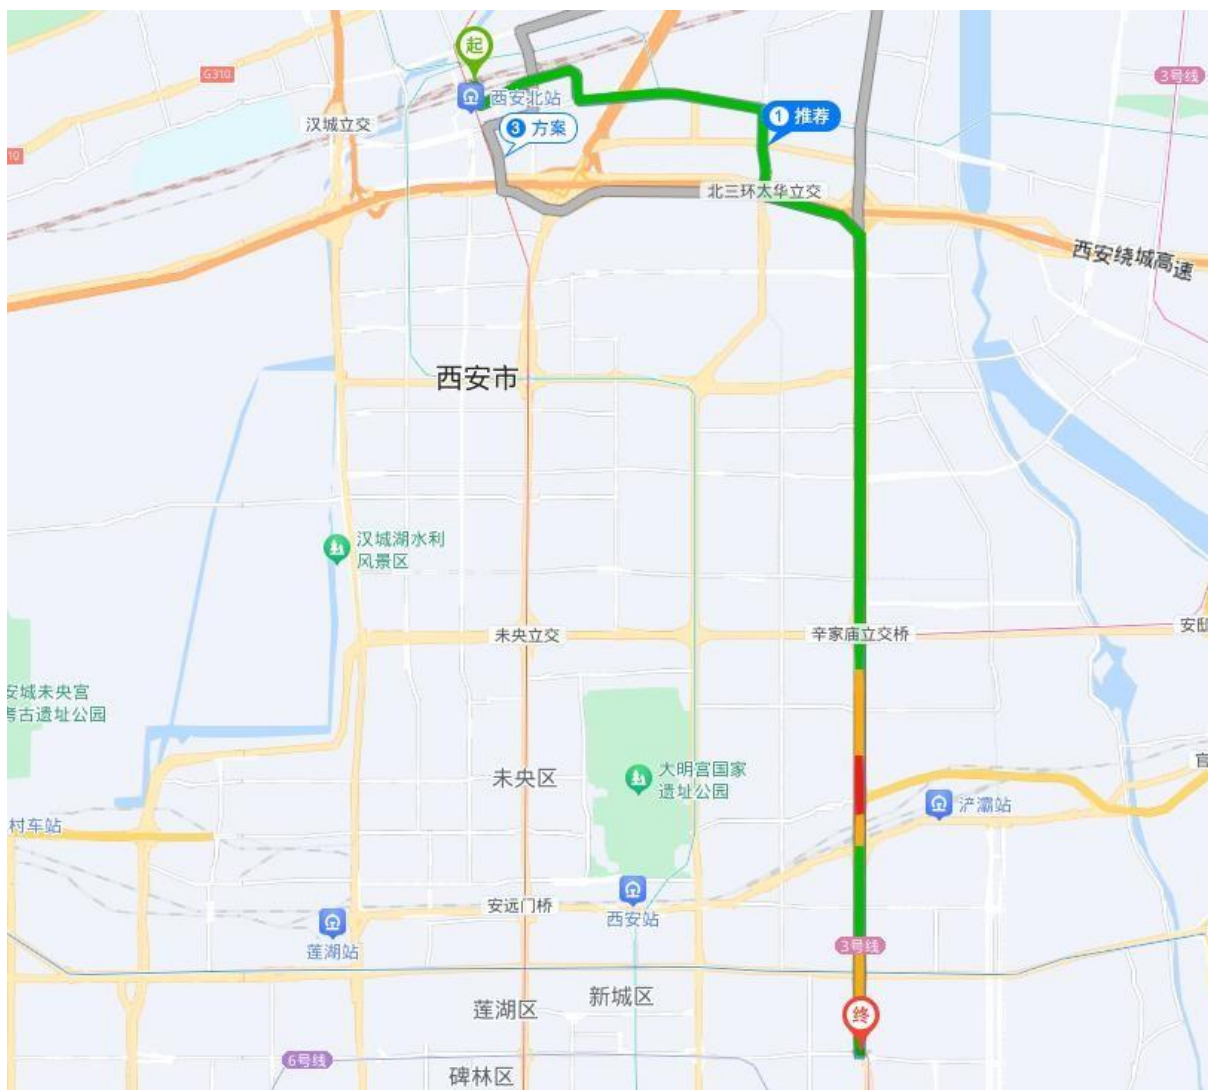 起
G310
3号线
西安北站
汉城立交
1 推荐
3 方案
10
北三环太华立交
西安绕城高速
西安市
汉城湖水利
风景区
未央立交
辛家庙立交桥
安邸
安城未央宫
考古遗址公园
未央区
大明宫国家
遗址公园
官
浐灞站
村车站
安远门桥
西安站
莲湖站
3号线
新城区
莲湖区
终
6号线
碑林区